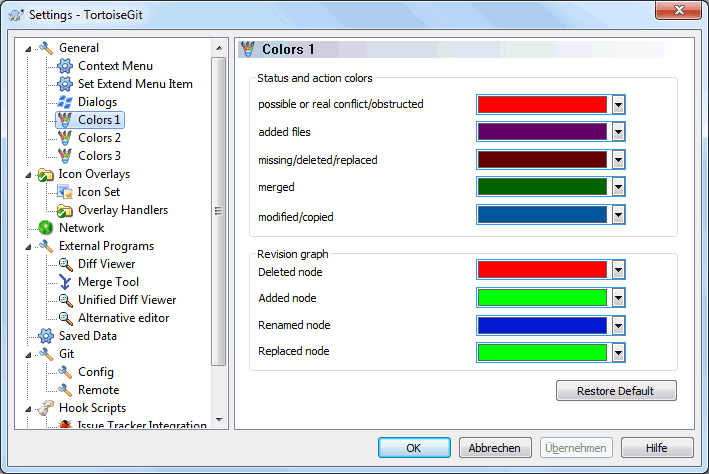 Settings - TortoiseGit
General
Context Menu
Set Extend Menu Item
Dialogs
Colors 1
Colors 2
Colors 3
Icon Overlays
Icon Set
Overlay Handlers
Network
External Programs
Diff Viewer
Merge Tool
Unified Diff Viewer
Alternative editor
Saved Data
Git
Config
Remote
Hook Scripts
Issue Tracker Integration
Colors 1
Status and action colors
possible or real conflict/obstructed
added files
missing/deleted/replaced
merged
modified/copied
Revision graph
Deleted node
Added node
Renamed node
Replaced node
Restore Default
OK
Abbrechen
Übernehmen
Hilfe